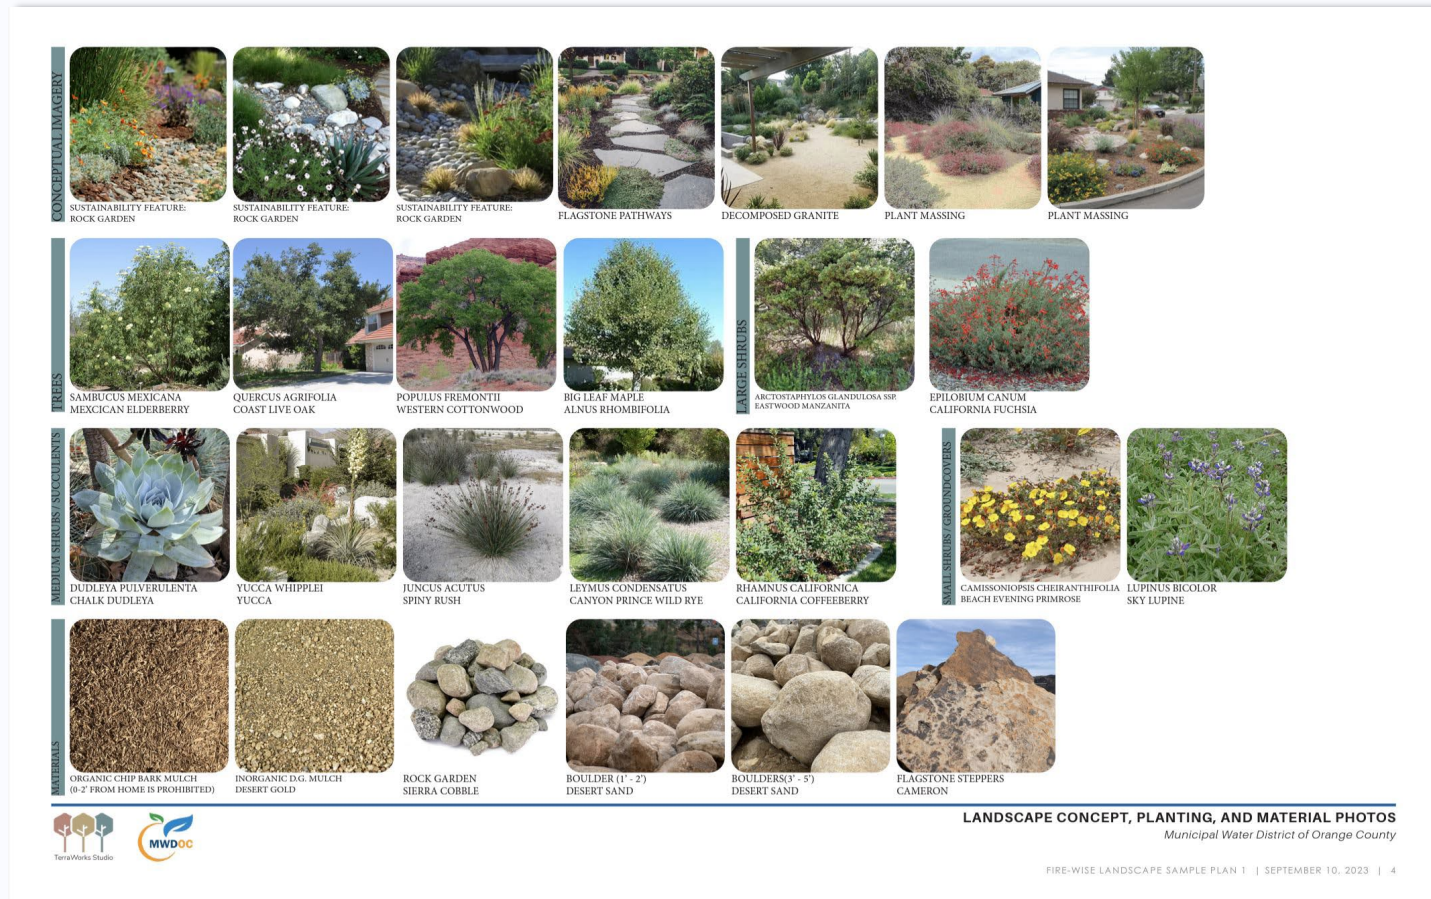 CONCEPTUAL IMAGERY
SUSTAINABILITY FEATURE:
ROCK GARDEN
SUSTAINABILITY FEATURE:
ROCK GARDEN
SUSTAINABILITY FEATURE:
ROCK GARDEN
FLAGSTONE PATHWAYS
DECOMPOSED GRANITE
PLANT MASSING
PLANT MASSING
TREES
SAMBUCUS MEXICANA
MEXCICAN ELDERBERRY
QUERCUS AGRIFOLIA
COAST LIVE OAK
POPULUS FREMONTII
WESTERN COTTONWOOD
BIG LEAF MAPLE
ALNUS RHOMBIFOLIA
LARGE SHRUBS
ARCTOSTAPHYLOS GLANDULOSA SSP.
EASTWOOD MANZANITA
EPILOBIUM CANUM
CALIFORNIA FUCHSIA
MEDIUM SHRUBS / SUCCULENTS
DUDLEYA PULVERULENTA
CHALK DUDLEYA
YUCCA WHIPPLEI
YUCCA
JUNCUS ACUTUS
SPINY RUSH
LEYMUS CONDENSATUS
CANYON PRINCE WILD RYE
RHAMNUS CALIFORNICA
CALIFORNIA COFFEEBERRY
SMALL SHRUBS / GROUNDCOVERS
CAMISSONIOPSIS CHEIRANTHIFOLIA
BEACH EVENING PRIMROSE
LUPINUS BICOLOR
SKY LUPINE
MATERIALS
ORGANIC CHIP BARK MULCH
(0-2' FROM HOME IS PROHIBITED)
INORGANIC D.G. MULCH
DESERT GOLD
ROCK GARDEN
SIERRA COBBLE
BOULDER (1' - 2')
DESERT SAND
BOULDERS(3' - 5')
DESERT SAND
FLAGSTONE STEPPERS
CAMERON
TerraWorks Studio
MWDOC
LANDSCAPE CONCEPT, PLANTING, AND MATERIAL PHOTOS
Municipal Water District of Orange County
FIRE-WISE LANDSCAPE SAMPLE PLAN 1 | SEPTEMBER 10, 2023 | 4